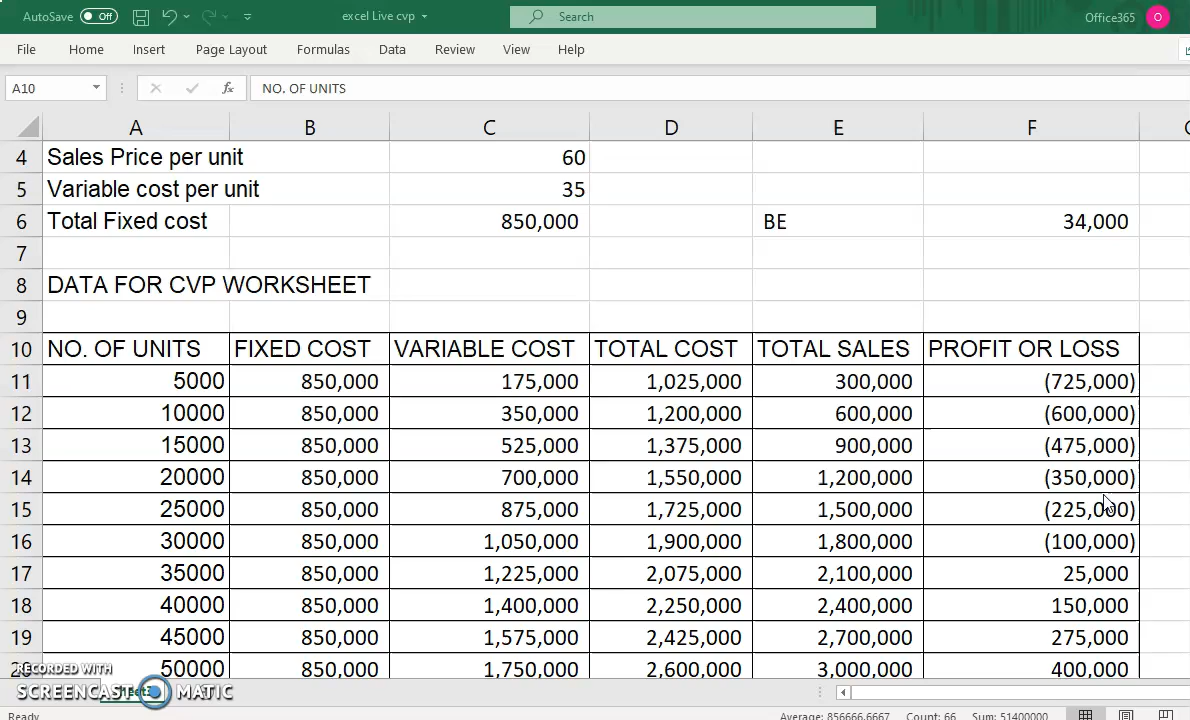 AutoSave Off excel Live cvp Search Office365 O
File Home Insert Page Layout Formulas Data Review View Help
A10 fx NO. OF UNITS
A B C D E F
4 Sales Price per unit 60
5 Variable cost per unit 35
6 Total Fixed cost 850,000 BE 34,000
7
8 DATA FOR CVP WORKSHEET
9
10 NO. OF UNITS FIXED COST VARIABLE COST TOTAL COST TOTAL SALES PROFIT OR LOSS
11 5000 850,000 175,000 1,025,000 300,000 (725,000)
12 10000 850,000 350,000 1,200,000 600,000 (600,000)
13 15000 850,000 525,000 1,375,000 900,000 (475,000)
14 20000 850,000 700,000 1,550,000 1,200,000 (350,000)
15 25000 850,000 875,000 1,725,000 1,500,000 (225,000)
16 30000 850,000 1,050,000 1,900,000 1,800,000 (100,000)
17 35000 850,000 1,225,000 2,075,000 2,100,000 25,000
18 40000 850,000 1,400,000 2,250,000 2,400,000 150,000
19 45000 850,000 1,575,000 2,425,000 2,700,000 275,000
20 50000 850,000 1,750,000 2,600,000 3,000,000 400,000
RECORDED WITH
SCREENCAST MATIC
Ready Average: 856666.6667 Count: 66 Sum: 51400000